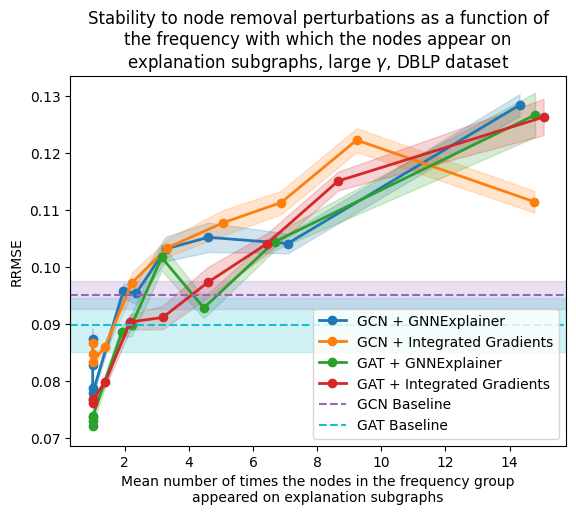 Stability to node removal perturbations as a function of
the frequency with which the nodes appear on
explanation subgraphs, large γ, DBLP dataset
0.13
0.12
0.11
0.10
0.09
0.08
0.07
RRMSE
GCN + GNNExplainer
GCN + Integrated Gradients
GAT + GNNExplainer
GAT + Integrated Gradients
GCN Baseline
GAT Baseline
2 4 6 8 10 12 14
Mean number of times the nodes in the frequency group
appeared on explanation subgraphs